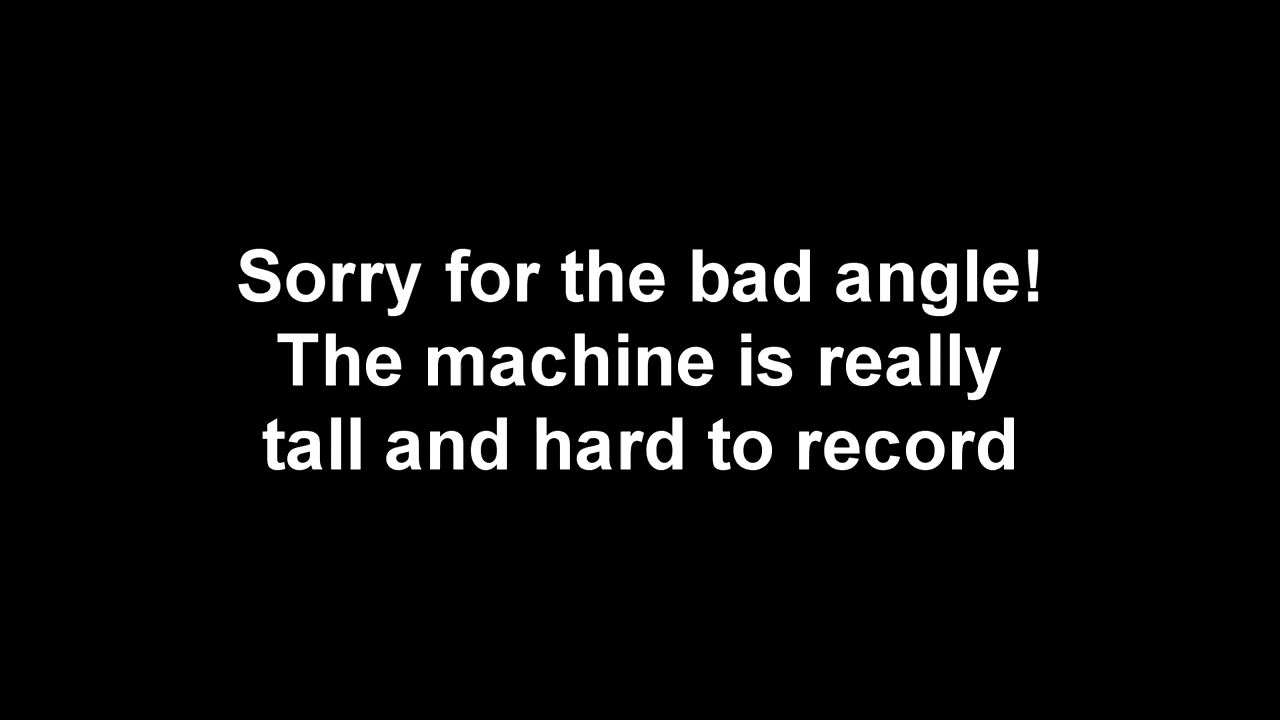 Sorry for the bad angle!
The machine is really
tall and hard to record